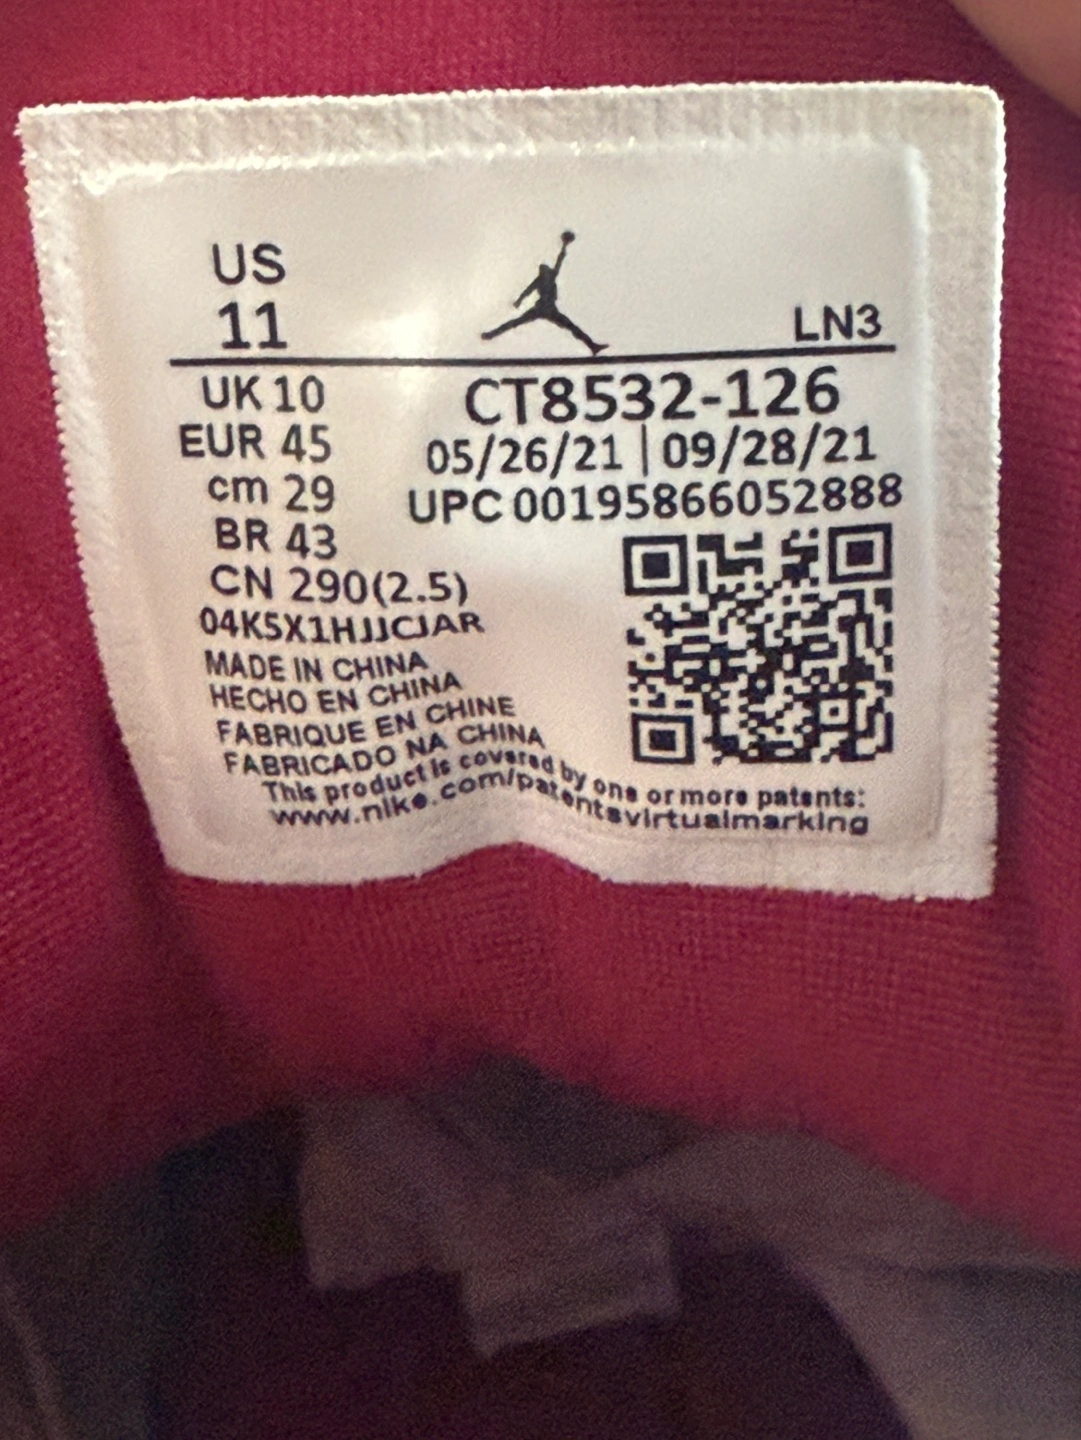 US
11
LN3
UK 10
EUR 45
cm 29
BR 43
CN 290(2.5)
04K5X1HJJCJAR
CT8532-126
05/26/21 | 09/28/21
UPC 00195866052888
MADE IN CHINA
HECHO EN CHINA
FABRIQUE EN CHINE
FABRICADO NA CHINA
This product is covered by one or more patents:
www.nike.com/patentsvirtualmarking